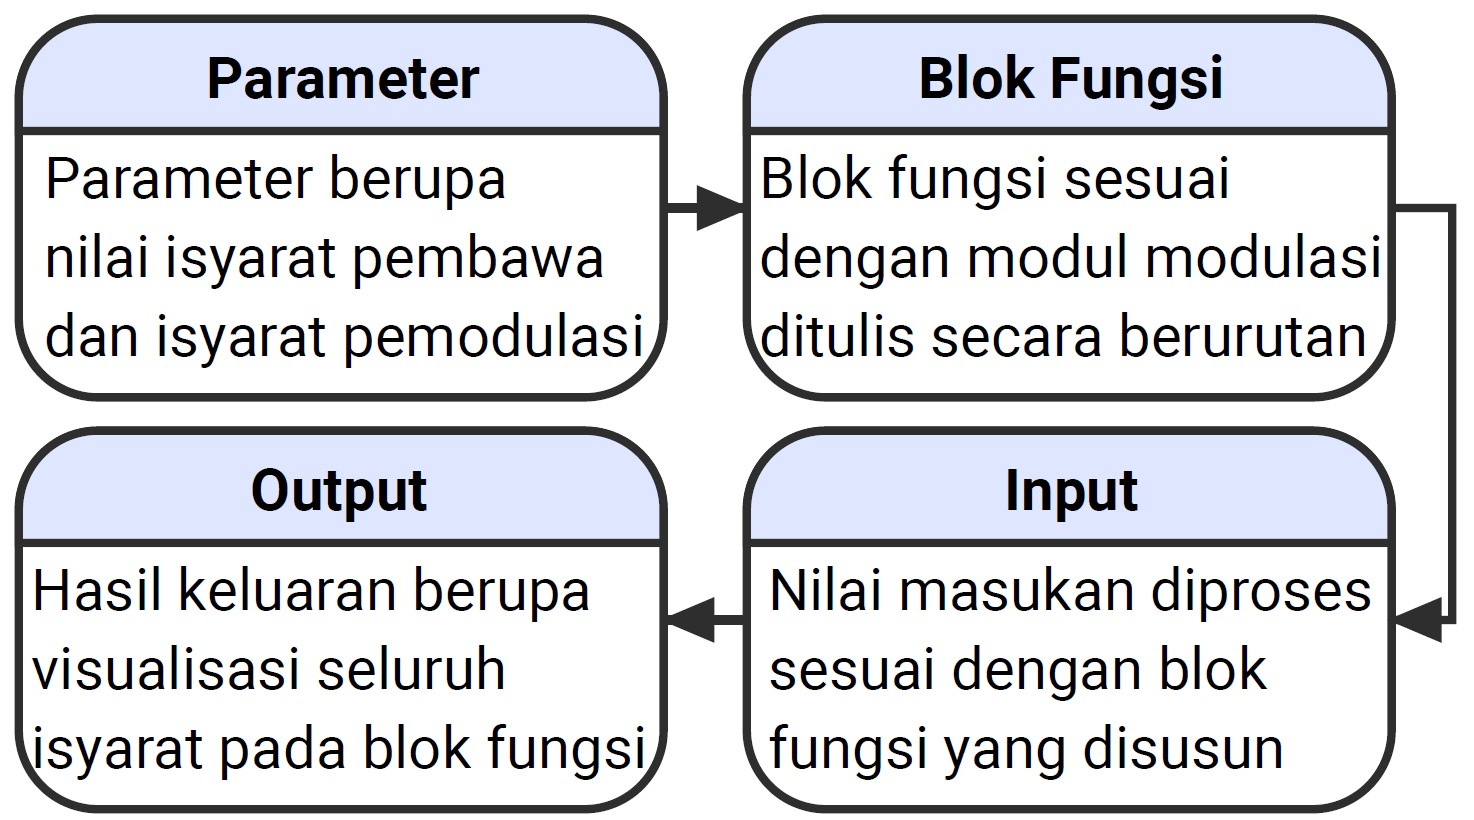 Parameter
Parameter berupa
nilai isyarat pembawa
dan isyarat pemodulasi
Blok Fungsi
Blok fungsi sesuai
dengan modul modulasi
ditulis secara berurutan
Input
Nilai masukan diproses
sesuai dengan blok
fungsi yang disusun
Output
Hasil keluaran berupa
visualisasi seluruh
isyarat pada blok fungsi